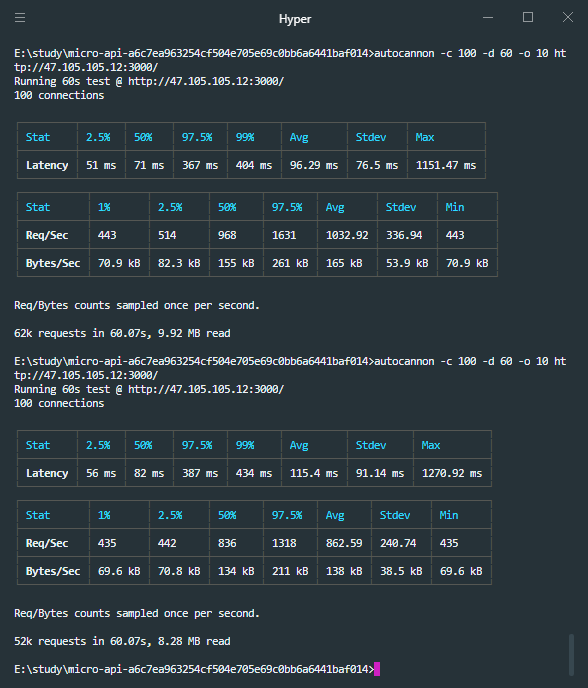 Hyper
E:\study\micro-api-a6c7ea963254cf504e705e69c0bb6a6441baf014>autocannon -c 100 -d 60 -o 10 ht
tp://47.105.105.12:3000/
Running 60s test @ http://47.105.105.12:3000/
100 connections
Stat 2.5% 50% 97.5% 99% Avg Stdev Max
Latency 51 ms 71 ms 367 ms 404 ms 96.29 ms 76.5 ms 1151.47 ms
Stat 1% 2.5% 50% 97.5% Avg Stdev Min
Req/Sec 443 514 968 1631 1032.92 336.94 443
Bytes/Sec 70.9 kB 82.3 kB 155 kB 261 kB 165 kB 53.9 kB 70.9 kB
Req/Bytes counts sampled once per second.
62k requests in 60.07s, 9.92 MB read
E:\study\micro-api-a6c7ea963254cf504e705e69c0bb6a6441baf014>autocannon -c 100 -d 60 -o 10 ht
tp://47.105.105.12:3000/
Running 60s test @ http://47.105.105.12:3000/
100 connections
Stat 2.5% 50% 97.5% 99% Avg Stdev Max
Latency 56 ms 82 ms 387 ms 434 ms 115.4 ms 91.14 ms 1270.92 ms
Stat 1% 2.5% 50% 97.5% Avg Stdev Min
Req/Sec 435 442 836 1318 862.59 240.74 435
Bytes/Sec 69.6 kB 70.8 kB 134 kB 211 kB 138 kB 38.5 kB 69.6 kB
Req/Bytes counts sampled once per second.
52k requests in 60.07s, 8.28 MB read
E:\study\micro-api-a6c7ea963254cf504e705e69c0bb6a6441baf014>